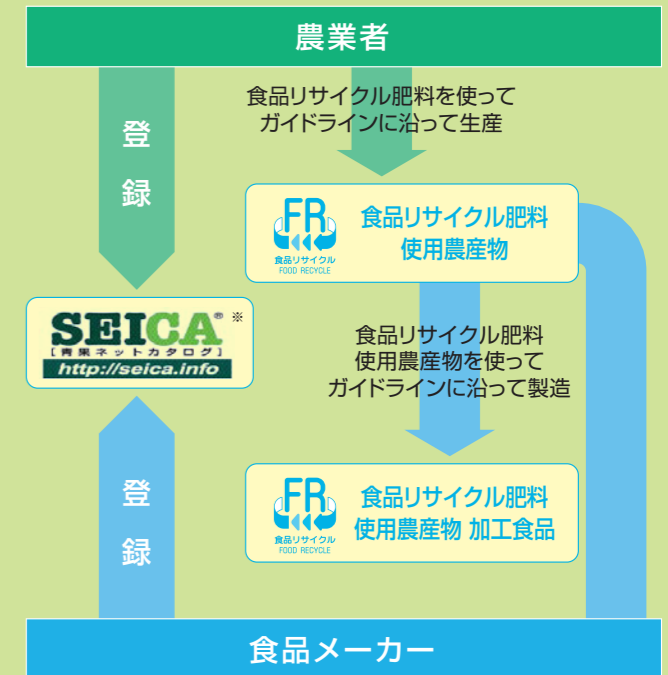 農業者
登録
食品リサイクル肥料を使って
ガイドラインに沿って生産
FR
食品リサイクル
FOOD RECYCLE
食品リサイクル肥料
使用農産物
SEICA® ※
[青果ネットカタログ]
http://seica.info
食品リサイクル肥料
使用農産物を使って
ガイドラインに沿って製造
登録
FR
食品リサイクル
FOOD RECYCLE
食品リサイクル肥料
使用農産物 加工食品
食品メーカー